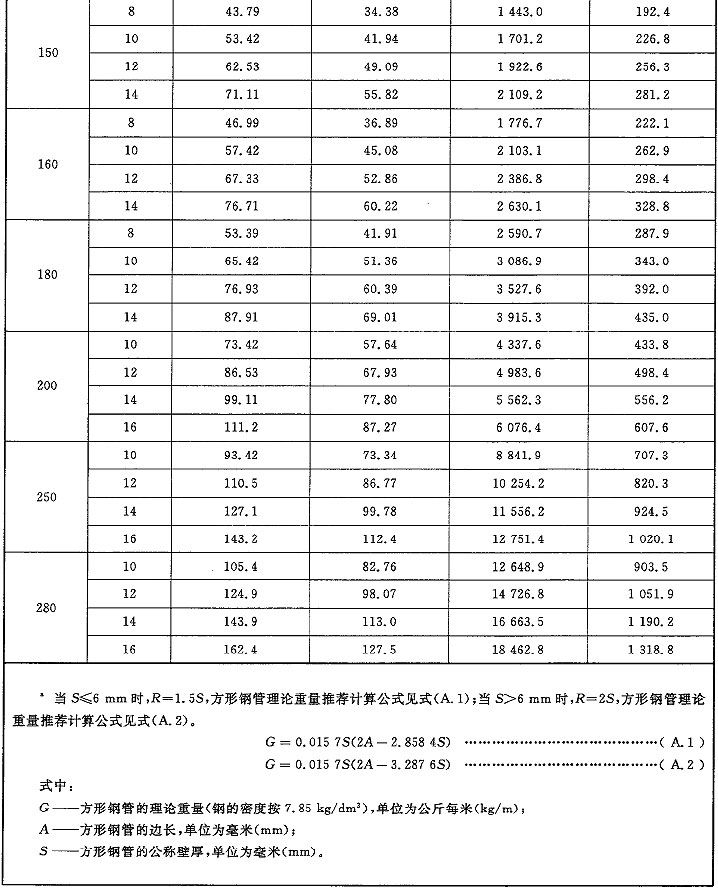 150 8 43.79 34.38 1 443.0 192.4
10 53.42 41.94 1 701.2 226.8
12 62.53 49.09 1 922.6 256.3
14 71.11 55.82 2 109.2 281.2
160 8 46.99 36.89 1 776.7 222.1
10 57.42 45.08 2 103.1 262.9
12 67.33 52.86 2 386.8 298.4
14 76.71 60.22 2 630.1 328.8
180 8 53.39 41.91 2 590.7 287.9
10 65.42 51.36 3 086.9 343.0
12 76.93 60.39 3 527.6 392.0
14 87.91 69.01 3 915.3 435.0
200 10 73.42 57.64 4 337.6 433.8
12 86.53 67.93 4 983.6 498.4
14 99.11 77.80 5 562.3 556.2
16 111.2 87.27 6 076.4 607.6
250 10 93.42 73.34 8 841.9 707.3
12 110.5 86.77 10 254.2 820.3
14 127.1 99.78 11 556.2 924.5
16 143.2 112.4 12 751.4 1 020.1
280 10 105.4 82.76 12 648.9 903.5
12 124.9 98.07 14 726.8 1 051.9
14 143.9 113.0 16 663.5 1 190.2
16 162.4 127.5 18 462.8 1 318.8
ᵃ 当 S≤6 mm 时,R=1.5S,方形钢管理论重量推荐计算公式见式(A.1);当 S>6 mm 时,R=2S,方形钢管理论
重量推荐计算公式见式(A.2)。
G＝0.015 7S(2A－2.858 4S) ……………………………………( A.1 )
G＝0.015 7S(2A－3.287 6S) ……………………………………( A.2 )
式中：
G ——方形钢管的理论重量(钢的密度按 7.85 kg/dm³),单位为公斤每米(kg/m)；
A ——方形钢管的边长,单位为毫米(mm)；
S ——方形钢管的公称壁厚,单位为毫米(mm)。